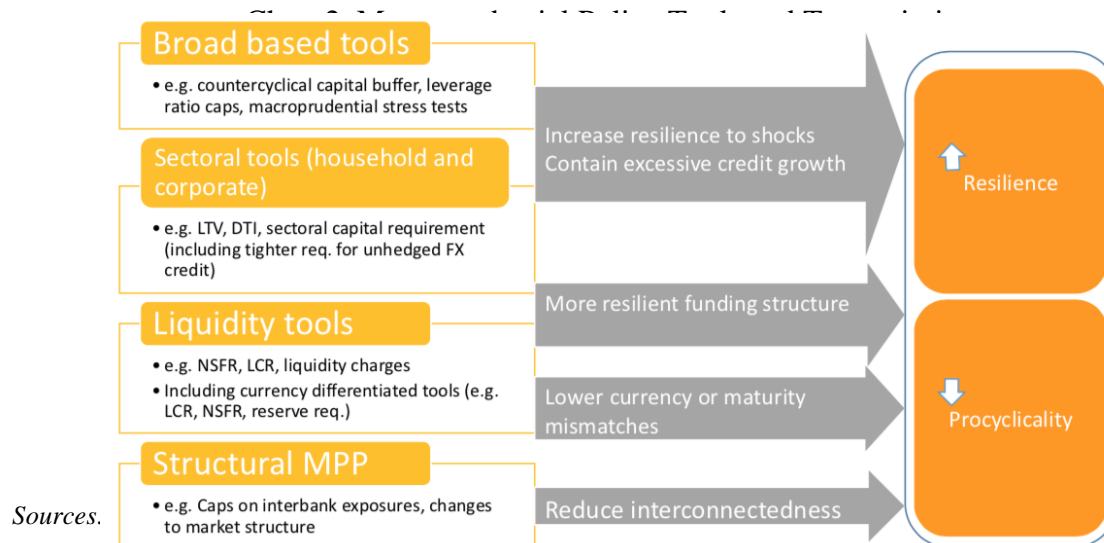 Broad based tools
• e.g. countercyclical capital buffer, leverage
ratio caps, macroprudential stress tests
Sectoral tools (household and
corporate)
• e.g. LTV, DTI, sectoral capital requirement
(including tighter req. for unhedged FX
credit)
Liquidity tools
• e.g. NSFR, LCR, liquidity charges
• Including currency differentiated tools (e.g.
LCR, NSFR, reserve req.)
Structural MPP
• e.g. Caps on interbank exposures, changes
to market structure
Increase resilience to shocks
Contain excessive credit growth
More resilient funding structure
Lower currency or maturity
mismatches
Reduce interconnectedness
Resilience
Procyclicality
Sources.